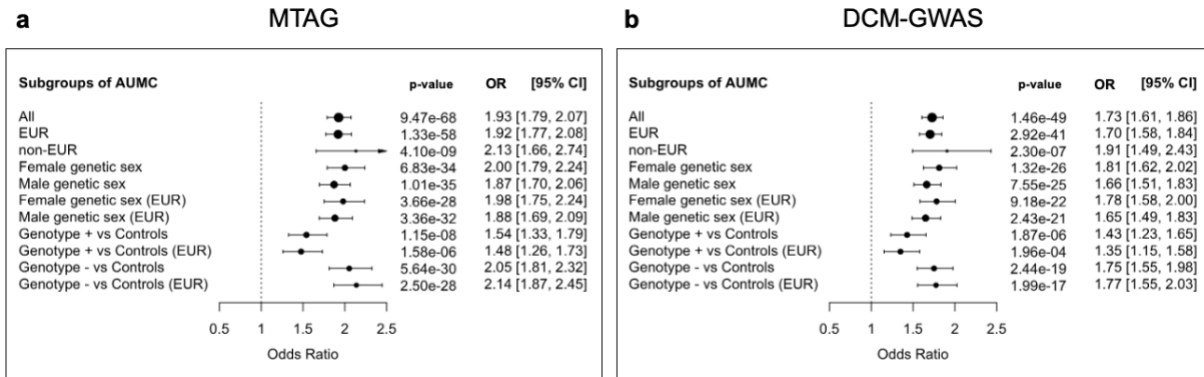 a MTAG
Subgroups of AUMC p-value OR [95% CI]
All 9.47e-68 1.93 [1.79, 2.07]
EUR 1.33e-58 1.92 [1.77, 2.08]
non-EUR 4.10e-09 2.13 [1.66, 2.74]
Female genetic sex 6.83e-34 2.00 [1.79, 2.24]
Male genetic sex 1.01e-35 1.87 [1.70, 2.06]
Female genetic sex (EUR) 3.66e-28 1.98 [1.75, 2.24]
Male genetic sex (EUR) 3.36e-32 1.88 [1.69, 2.09]
Genotype + vs Controls 1.15e-08 1.54 [1.33, 1.79]
Genotype + vs Controls (EUR) 1.58e-06 1.48 [1.26, 1.73]
Genotype - vs Controls 5.64e-30 2.05 [1.81, 2.32]
Genotype - vs Controls (EUR) 2.50e-28 2.14 [1.87, 2.45]
0.5 1 1.5 2 2.5
Odds Ratio
b DCM-GWAS
Subgroups of AUMC p-value OR [95% CI]
All 1.46e-49 1.73 [1.61, 1.86]
EUR 2.92e-41 1.70 [1.58, 1.84]
non-EUR 2.30e-07 1.91 [1.49, 2.43]
Female genetic sex 1.32e-26 1.81 [1.62, 2.02]
Male genetic sex 7.55e-25 1.66 [1.51, 1.83]
Female genetic sex (EUR) 9.18e-22 1.78 [1.58, 2.00]
Male genetic sex (EUR) 2.43e-21 1.65 [1.49, 1.83]
Genotype + vs Controls 1.87e-06 1.43 [1.23, 1.65]
Genotype + vs Controls (EUR) 1.96e-04 1.35 [1.15, 1.58]
Genotype - vs Controls 2.44e-19 1.75 [1.55, 1.98]
Genotype - vs Controls (EUR) 1.99e-17 1.77 [1.55, 2.03]
0.5 1 1.5 2 2.5
Odds Ratio